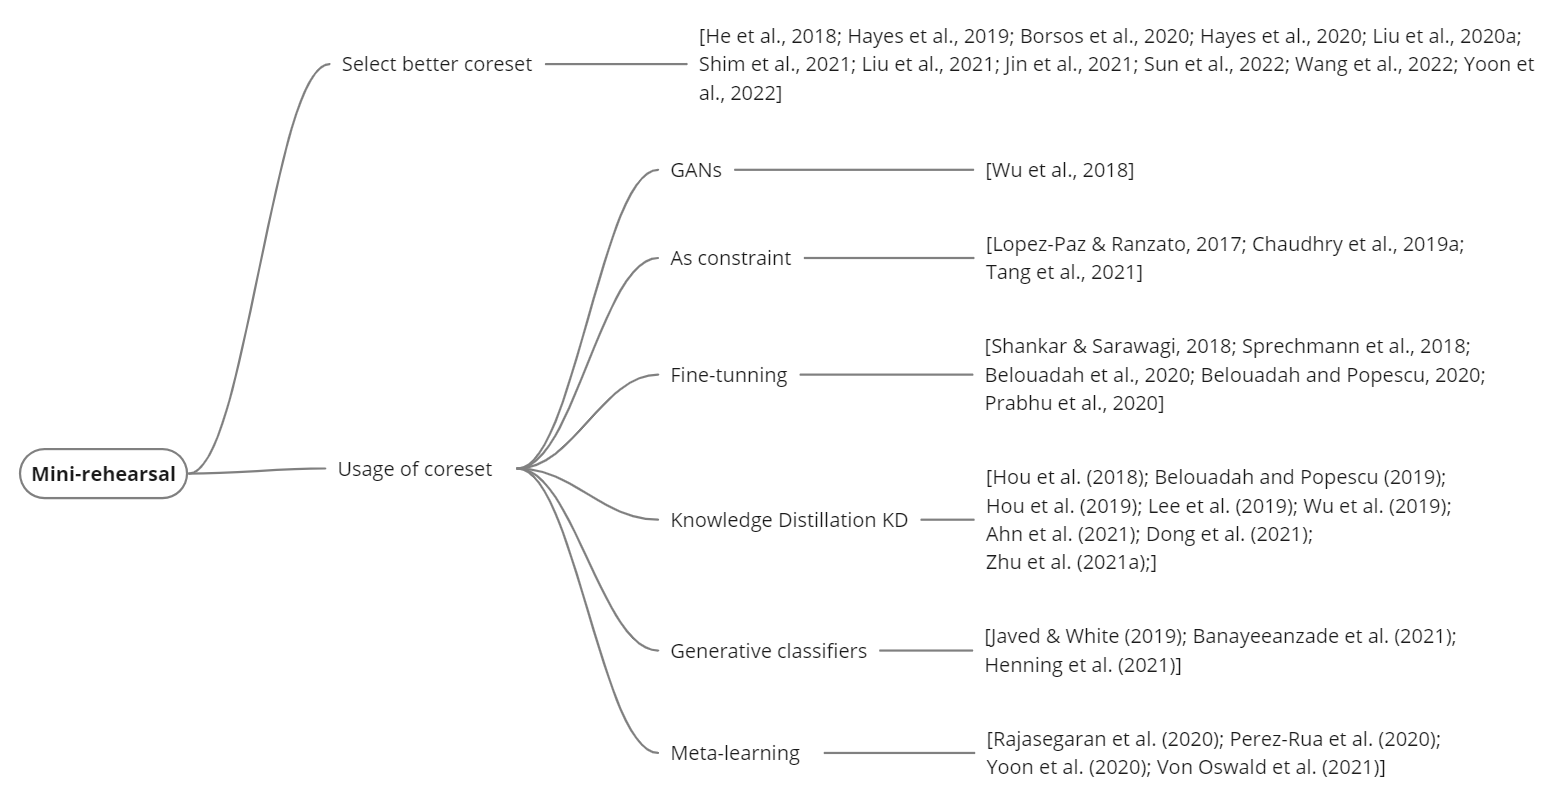 Mini-rehearsal
Select better coreset
[He et al., 2018; Hayes et al., 2019; Borsos et al., 2020; Hayes et al., 2020; Liu et al., 2020a;
Shim et al., 2021; Liu et al., 2021; Jin et al., 2021; Sun et al., 2022; Wang et al., 2022; Yoon et
al., 2022]
Usage of coreset
GANs
[Wu et al., 2018]
As constraint
[Lopez-Paz & Ranzato, 2017; Chaudhry et al., 2019a;
Tang et al., 2021]
Fine-tunning
[Shankar & Sarawagi, 2018; Sprechmann et al., 2018;
Belouadah et al., 2020; Belouadah and Popescu, 2020;
Prabhu et al., 2020]
Knowledge Distillation KD
[Hou et al. (2018); Belouadah and Popescu (2019);
Hou et al. (2019); Lee et al. (2019); Wu et al. (2019);
Ahn et al. (2021); Dong et al. (2021);
Zhu et al. (2021a);]
Generative classifiers
[Javed & White (2019); Banayeeanzade et al. (2021);
Henning et al. (2021)]
Meta-learning
[Rajasegaran et al. (2020); Perez-Rua et al. (2020);
Yoon et al. (2020); Von Oswald et al. (2021)]